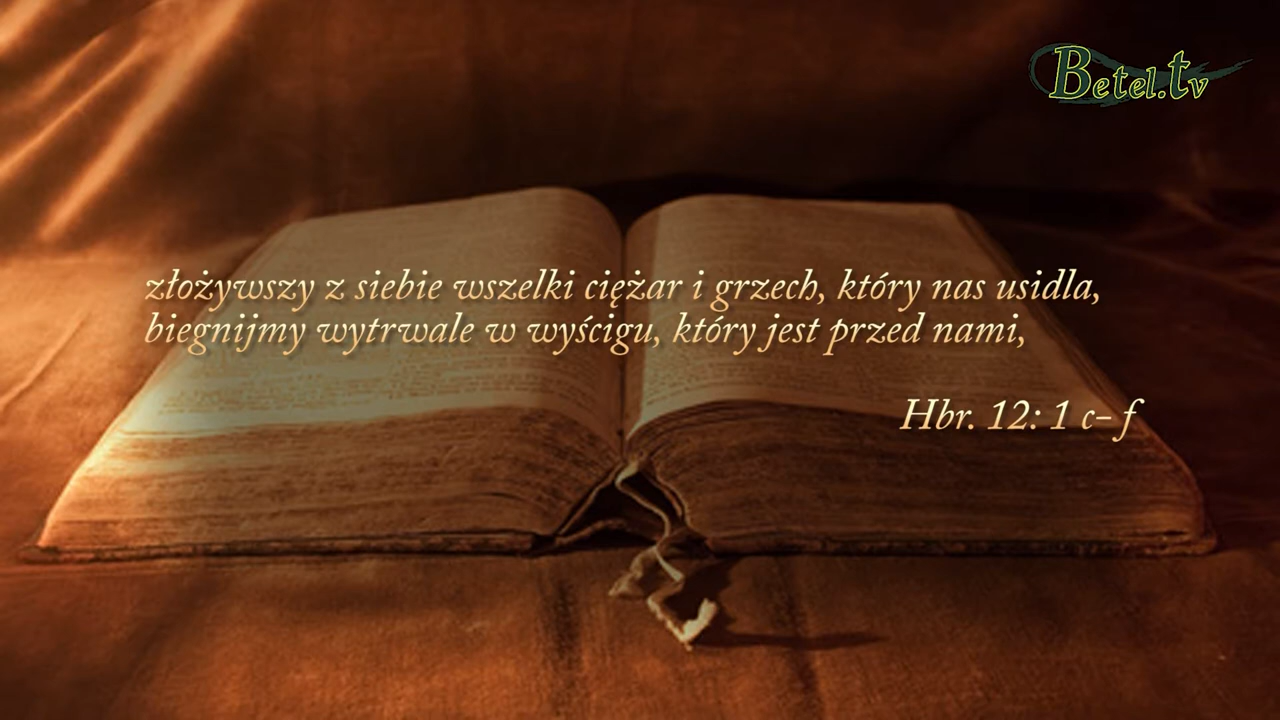 Betel.tv
złożywszy z siebie wszelki ciężar i grzech, który nas usidla,
biegnijmy wytrwale w wyścigu, który jest przed nami,
Hbr. 12: 1 c- f